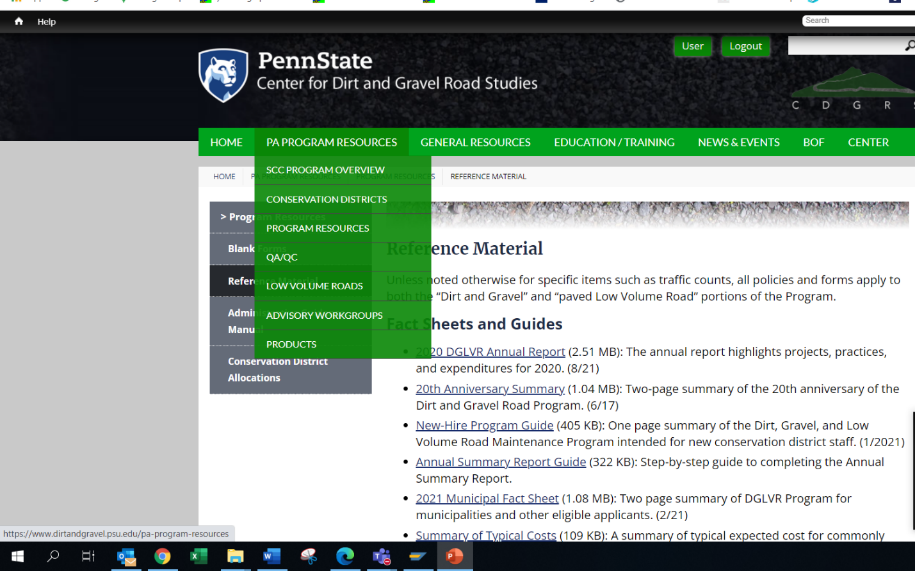 Help
Search
PennState
Center for Dirt and Gravel Road Studies
User
Logout
C D G R
HOME PA PROGRAM RESOURCES GENERAL RESOURCES EDUCATION / TRAINING NEWS & EVENTS BOF CENTER
HOME REFERENCE MATERIAL
SCC PROGRAM OVERVIEW
CONSERVATION DISTRICTS
PROGRAM RESOURCES
QA/QC
LOW VOLUME ROADS
ADVISORY WORKGROUPS
PRODUCTS
> Program Resources
Blank Forms
Reference Material
Conservation District
Allocations
Reference Material
Unless noted otherwise for specific items such as traffic counts, all policies and forms apply to
both the “Dirt and Gravel” and “paved Low Volume Road” portions of the Program.
Fact Sheets and Guides
• 2020 DGLVR Annual Report (2.51 MB): The annual report highlights projects, practices,
and expenditures for 2020. (8/21)
• 20th Anniversary Summary (1.04 MB): Two-page summary of the 20th anniversary of the
Dirt and Gravel Road Program. (6/17)
• New-Hire Program Guide (405 KB): One page summary of the Dirt, Gravel, and Low
Volume Road Maintenance Program intended for new conservation district staff. (1/2021)
• Annual Summary Report Guide (322 KB): Step-by-step guide to completing the Annual
Summary Report.
• 2021 Municipal Fact Sheet (1.08 MB): Two page summary of DGLVR Program for
municipalities and other eligible applicants. (2/21)
• Summary of Typical Costs (109 KB): A summary of typical expected cost for commonly
https://www.dirtandgravel.psu.edu/pa-program-resources